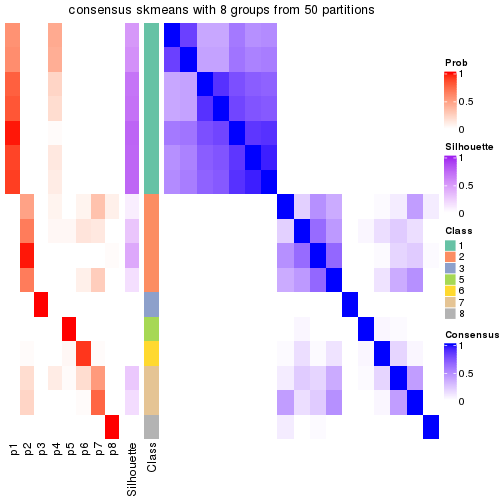 consensus skmeans with 8 groups from 50 partitions
Prob
1
0.5
0
Silhouette
1
0.5
0
Class
1
2
3
5
6
7
8
Consensus
1
0.5
0
p1
p2
p3
p4
p5
p6
p7
p8
Silhouette
Class